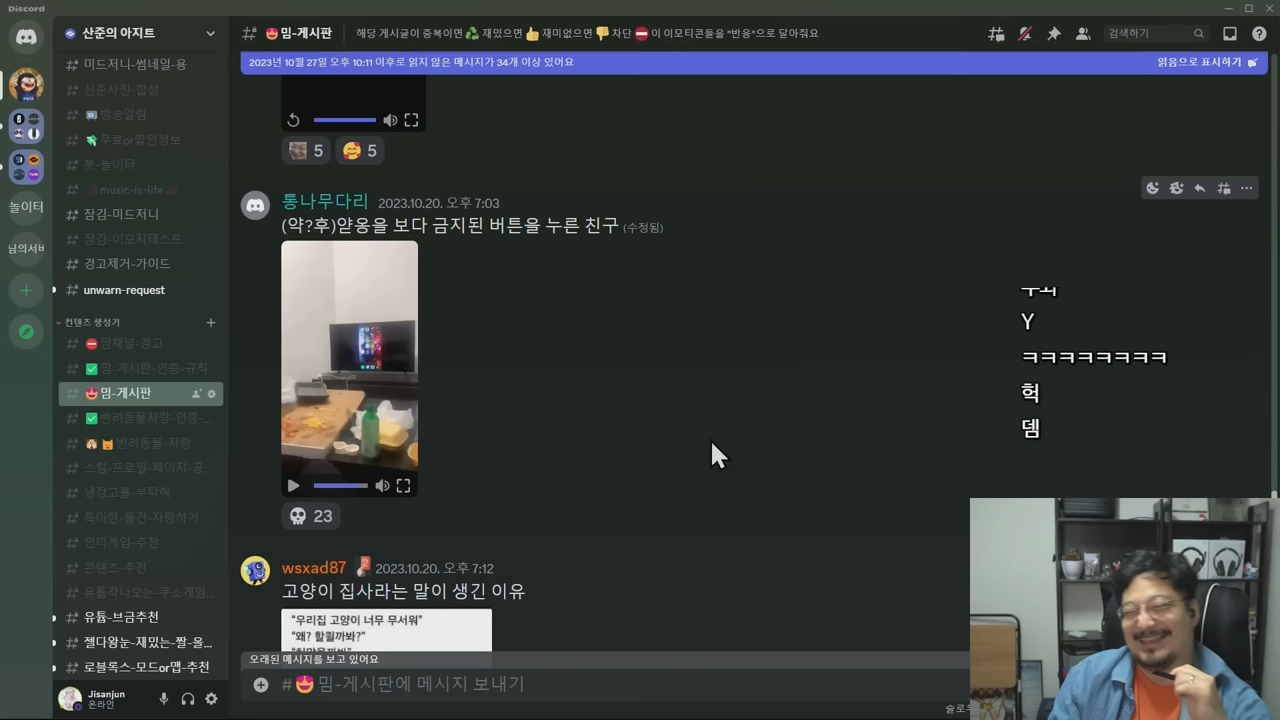 Discord
산준의 아지트
😍밈-게시판
해당 게시글이 중복이면♻️ 재밌으면👍 재미없으면👎 차단⛔이 이모티콘들을 "반응"으로 달아줘요
검색하기
2023년 10월 27일 오후 10:11 이후로 읽지 않은 메시지가 34개 이상 있어요
읽음으로 표시하기
미드저니-썸네일-용
산준사진-합성
방송알림
무료or할인정보
봇-놀이터
music-is-life
잠김-미드저니
잠김-이모지테스트
경고제거-가이드
unwarn-request
컨텐츠 생성기
밈채널-경고
밈-게시판-인증-규칙
밈-게시판
반려동물자랑-인증-...
반려동물-자랑
스팀-프로필-페이지-공...
냉장고를-부탁해
특이한-물건-자랑하기
인디게임-추천
콘텐츠-추천
유튭각나오는-쿠소게임...
유튭-브금추천
젤다왕눈-재밌는-짤-올...
로블록스-모드or맵-추천
놀이터
님의서버
Jisanjun
온라인
5
5
통나무다리 2023.10.20. 오후 7:03
(약?후)얃옹을 보다 금지된 버튼을 누른 친구 (수정됨)
23
wsxad87 2023.10.20. 오후 7:12
고양이 집사라는 말이 생긴 이유
"우리집 고양이 너무 무서워"
"왜? 할퀼까봐?"
오래된 메시지를 보고 있어요
#😍밈-게시판에 메시지 보내기
Y
ㅋㅋㅋㅋㅋㅋㅋㅋ
헉
뎀